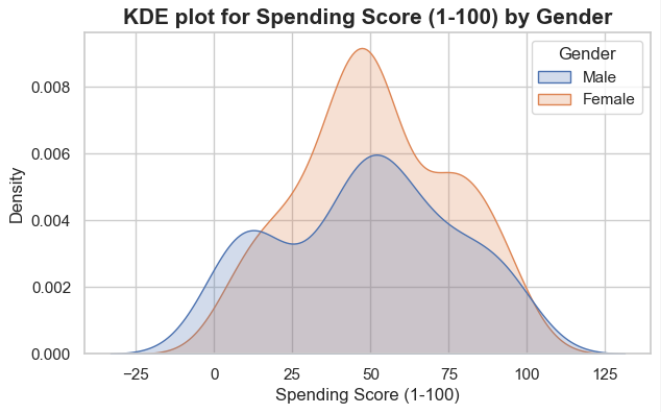 KDE plot for Spending Score (1-100) by Gender
Gender
Male
Female
Density
0.008
0.006
0.004
0.002
0.000
−25 0 25 50 75 100 125
Spending Score (1-100)